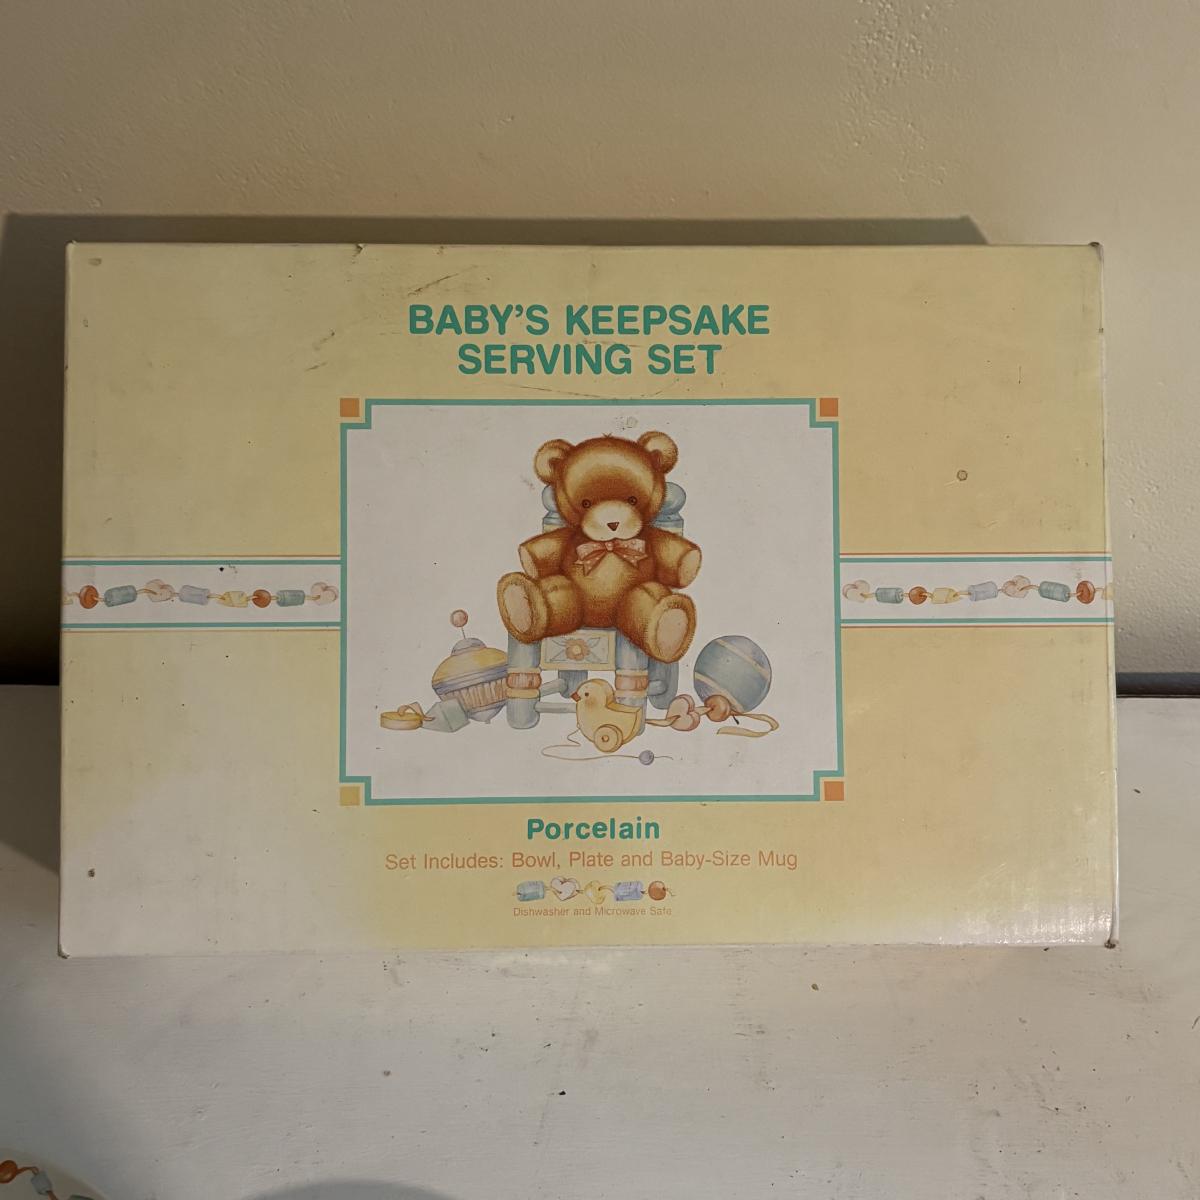 BABY'S KEEPSAKE
SERVING SET
Porcelain
Set Includes: Bowl, Plate and Baby-Size Mug
Dishwasher and Microwave Safe